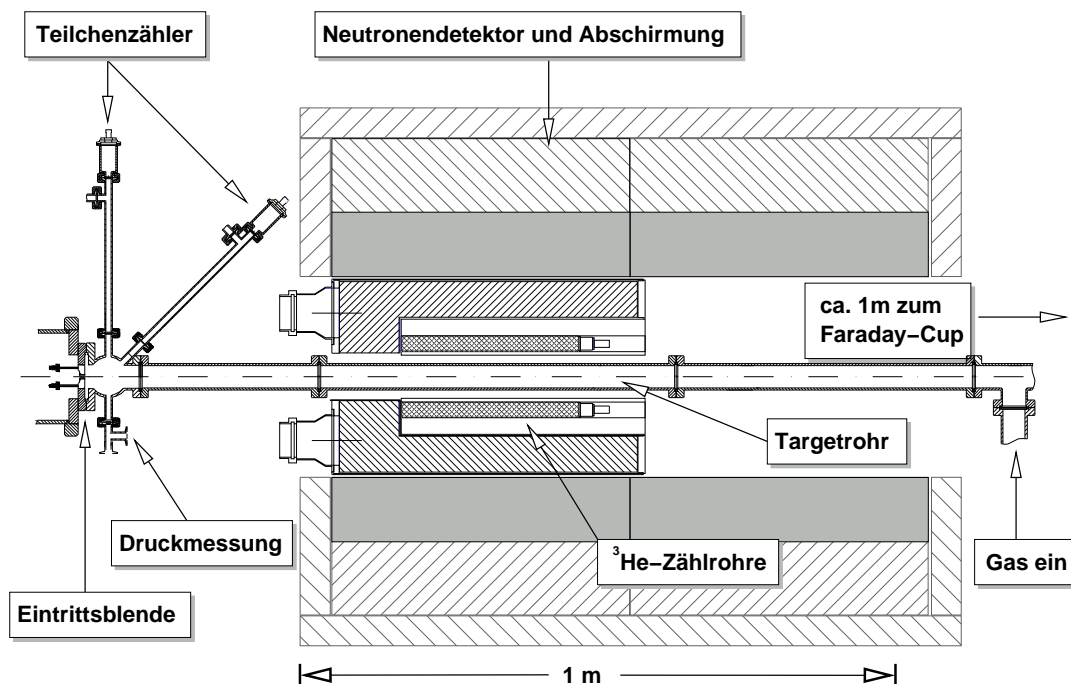 Teilchenzähler
Neutronendetektor und Abschirmung
ca. 1m zum
Faraday−Cup
Targetrohr
Druckmessung
³He−Zählrohre
Gas ein
Eintrittsblende
1 m